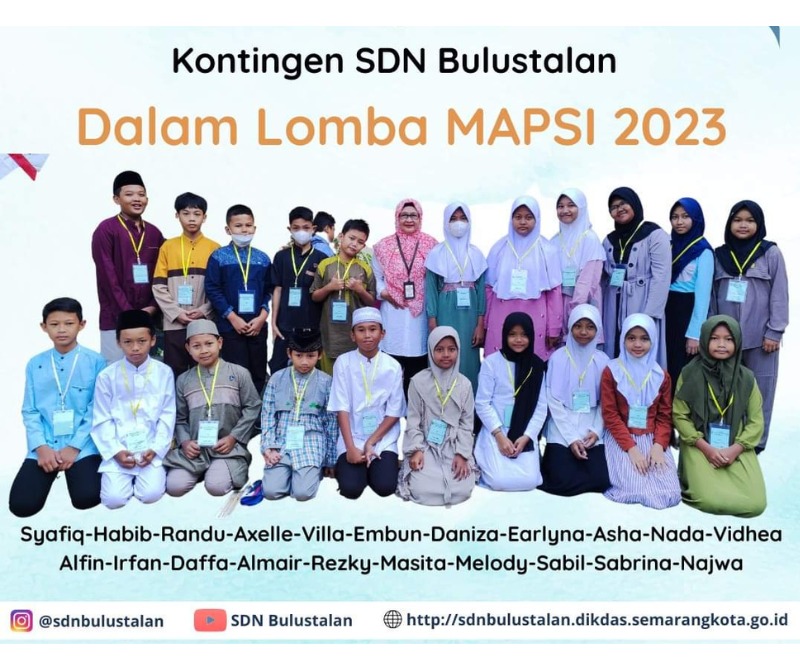 Kontingen SDN Bulustalan
Dalam Lomba MAPSI 2023
Syafiq-Habib-Randu-Axelle-Villa-Embun-Daniza-Earlyna-Asha-Nada-Vidhea
Alfin-Irfan-Daffa-Almair-Rezky-Masita-Melody-Sabil-Sabrina-Najwa
@sdnbulustalan SDN Bulustalan http://sdnbulustalan.dikdas.semarangkota.go.id